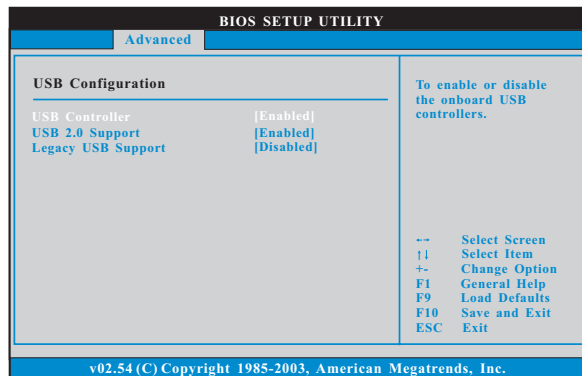 BIOS SETUP UTILITY
Advanced
USB Configuration
USB Controller [Enabled]
USB 2.0 Support [Enabled]
Legacy USB Support [Disabled]
To enable or disable
the onboard USB
controllers.
←→ Select Screen
↑↓ Select Item
+- Change Option
F1 General Help
F9 Load Defaults
F10 Save and Exit
ESC Exit
v02.54 (C) Copyright 1985-2003, American Megatrends, Inc.